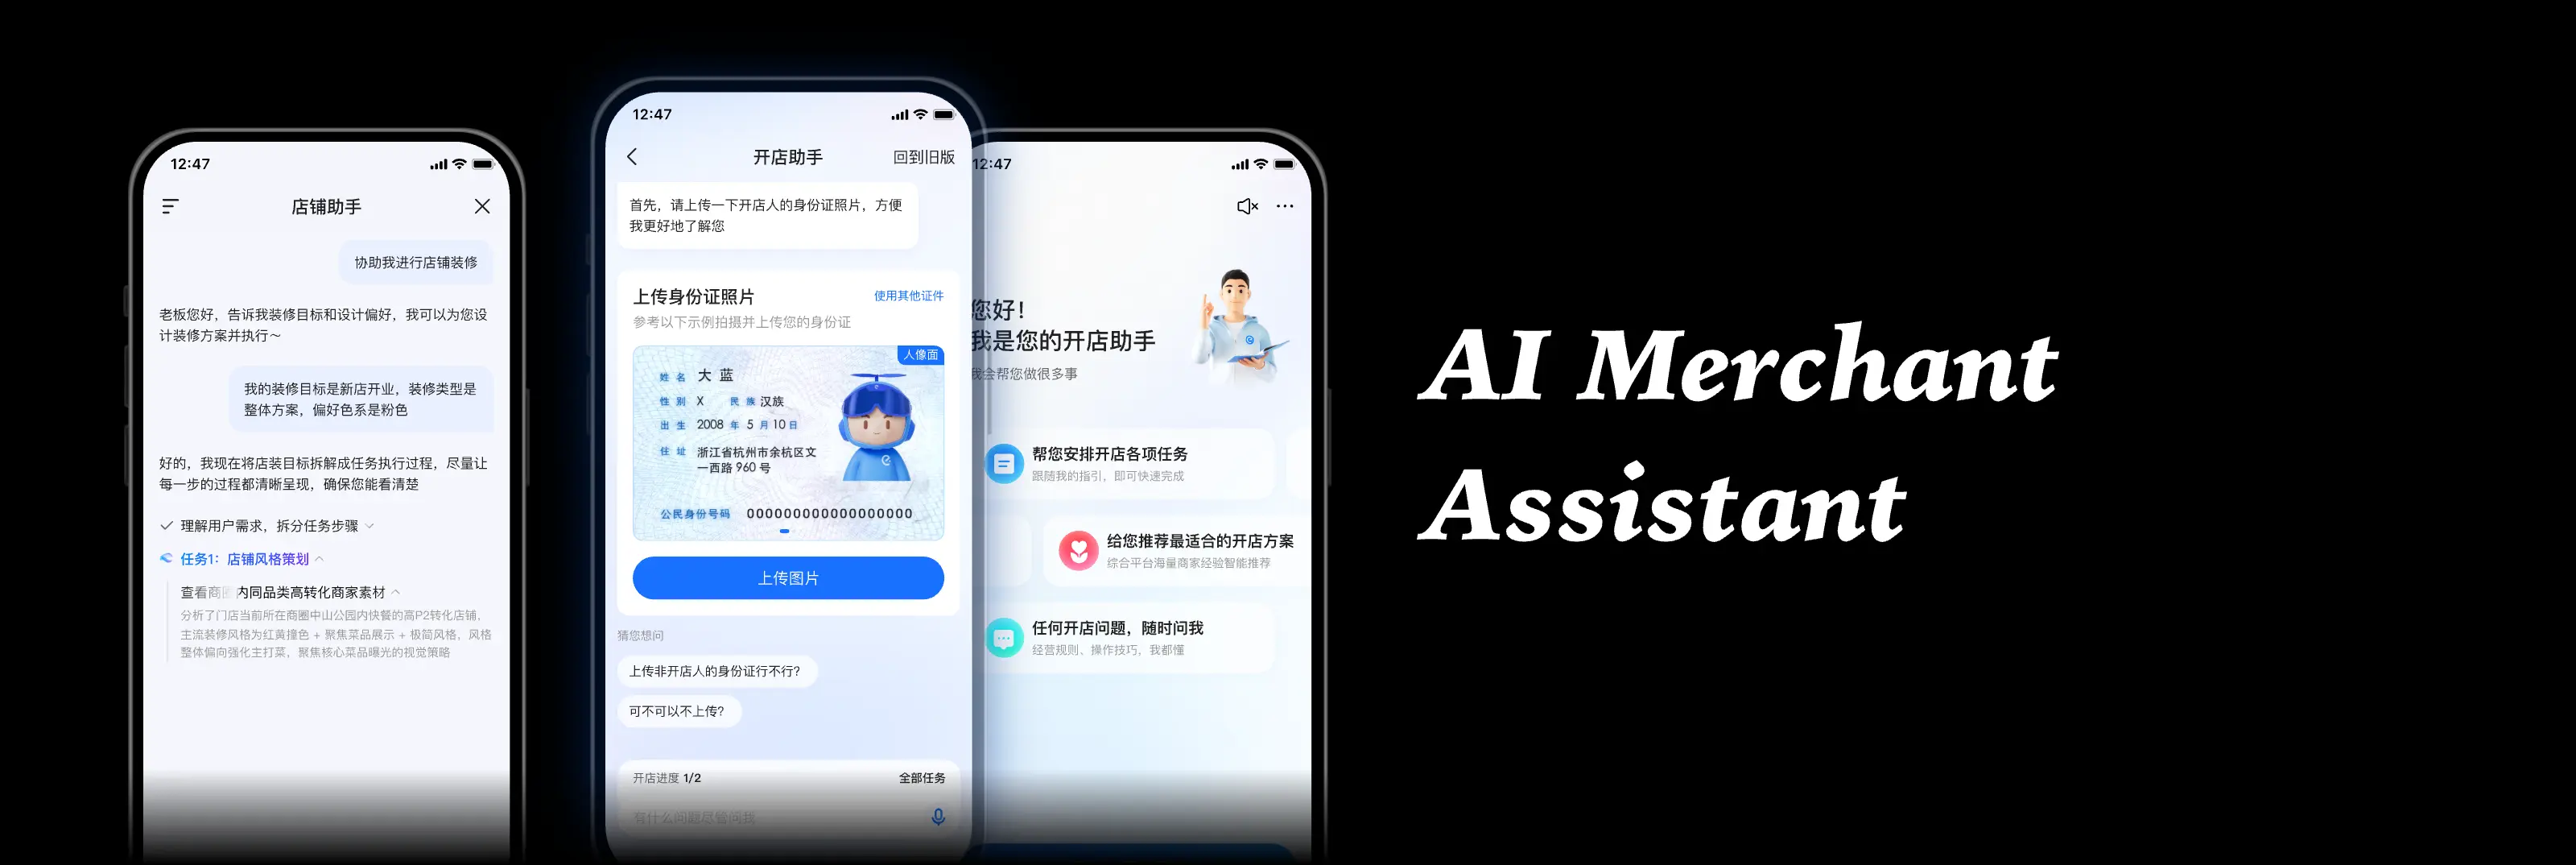 12:47
店铺助手
协助我进行店铺装修
老板您好，告诉我装修目标和设计偏好，我可以为您设
计装修方案并执行～
我的装修目标是新店开业，装修类型是
整体方案，偏好色系是粉色
好的，我现在将店装目标拆解成任务执行过程，尽量让
每一步的过程都清晰呈现，确保您能看清楚
理解用户需求，拆分任务步骤
任务1：店铺风格策划
查看商圈内同品类高转化商家素材
分析了门店当前所在商圈中山公园内快餐的高P2转化店铺，
主流装修风格为红黄撞色 + 聚焦菜品展示 + 极简风格，风格
整体偏向强化主打菜，聚焦核心菜品曝光的视觉策略
12:47
开店助手
回到旧版
首先，请上传一下开店人的身份证照片，方便
我更好地了解您
上传身份证照片
使用其他证件
参考以下示例拍摄并上传您的身份证
人像面
姓 名 大 蓝
性 别 X 民 族 汉族
出 生 2008 年 5 月 10 日
住 址 浙江省杭州市余杭区文
一西路 960 号
公民身份号码 000000000000000000
上传图片
猜您想问
上传非开店人的身份证行不行?
可不可以不上传?
开店进度 1/2
全部任务
有什么问题尽管问我
12:47
您好！
我是您的开店助手
我会帮您做很多事
帮您安排开店各项任务
跟随我的指引，即可快速完成
给您推荐最适合的开店方案
综合平台海量商家经验智能推荐
任何开店问题，随时问我
经营规则、操作技巧，我都懂
AI Merchant
Assistant